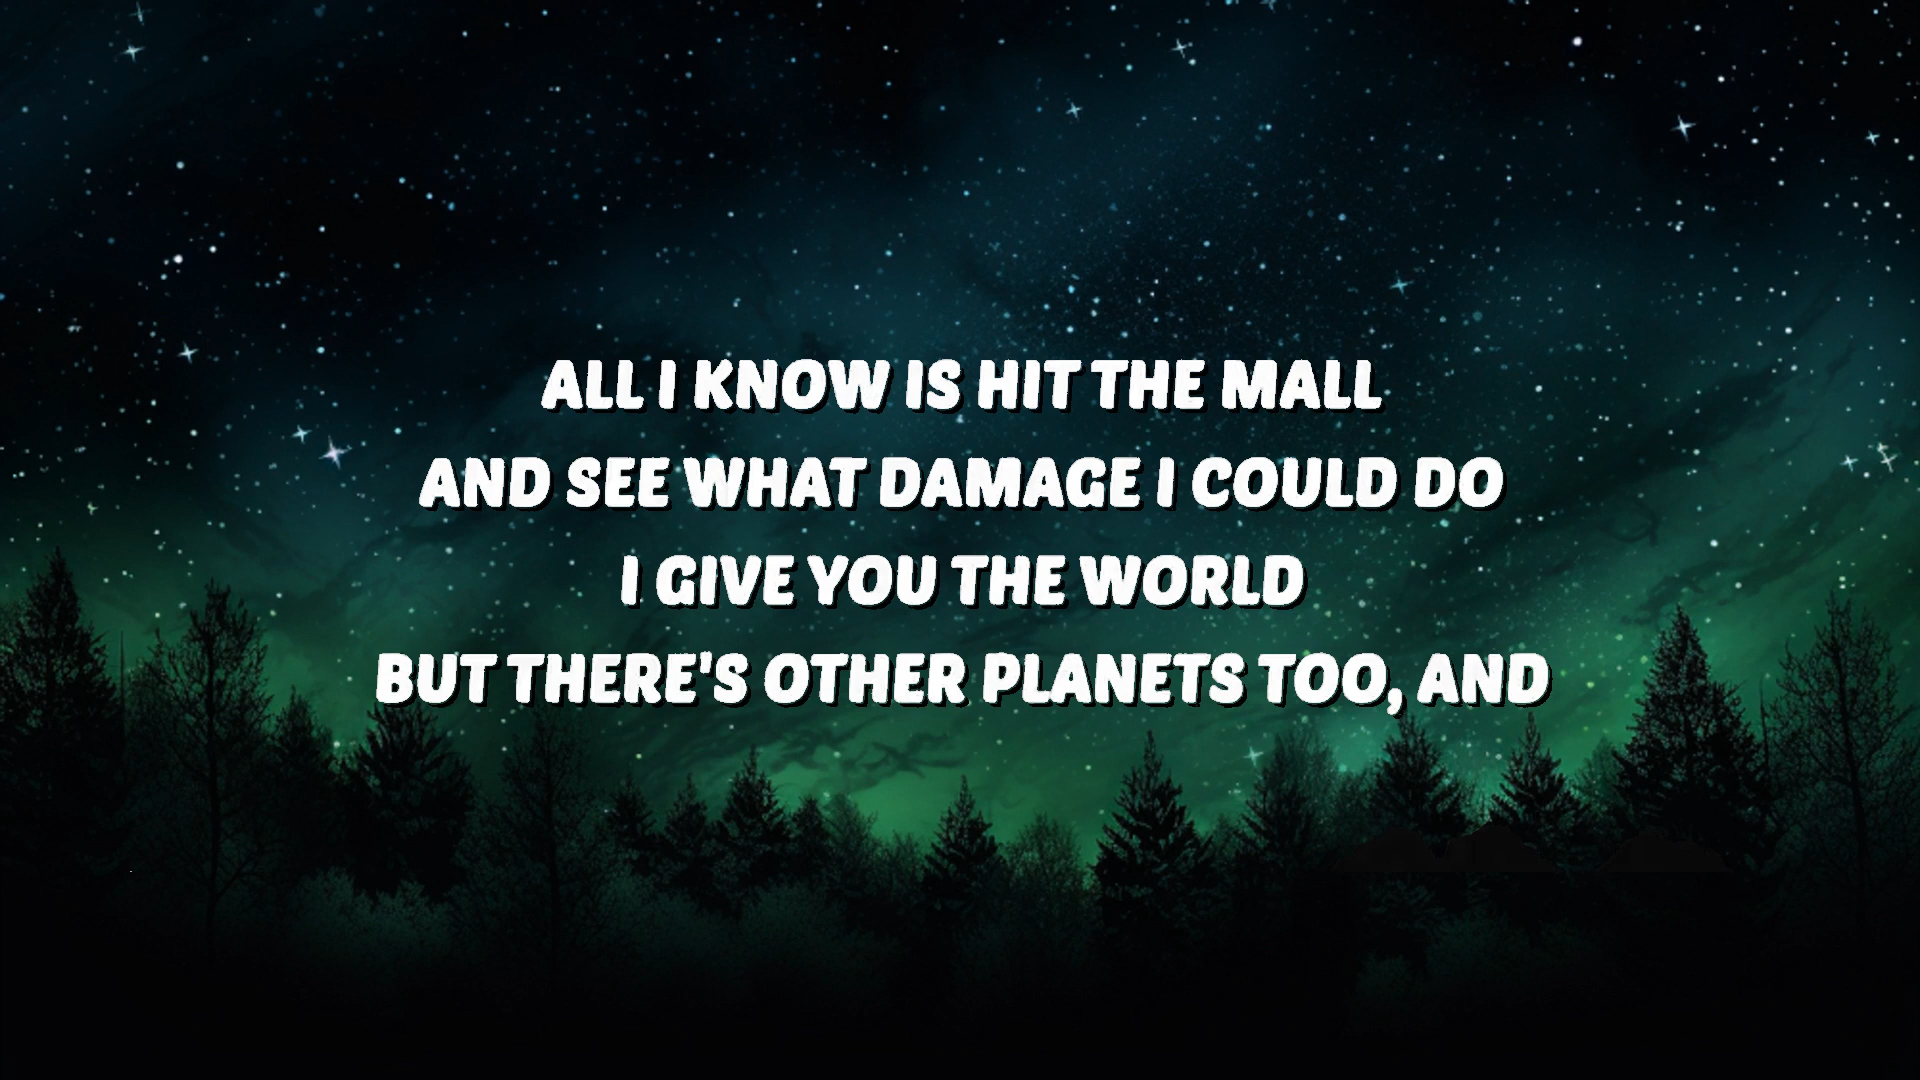 ALL I KNOW IS HIT THE MALL
AND SEE WHAT DAMAGE I COULD DO
I GIVE YOU THE WORLD
BUT THERE'S OTHER PLANETS TOO, AND